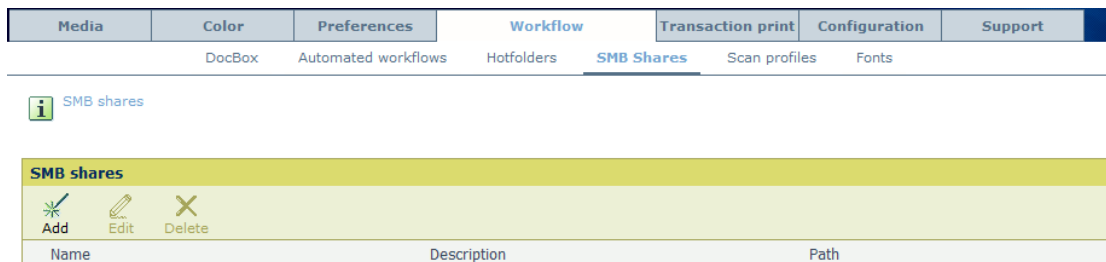 Media Color Preferences Workflow Transaction print Configuration Support
DocBox Automated workflows Hotfolders SMB Shares Scan profiles Fonts
i SMB shares
SMB shares
Add Edit Delete
Name Description Path